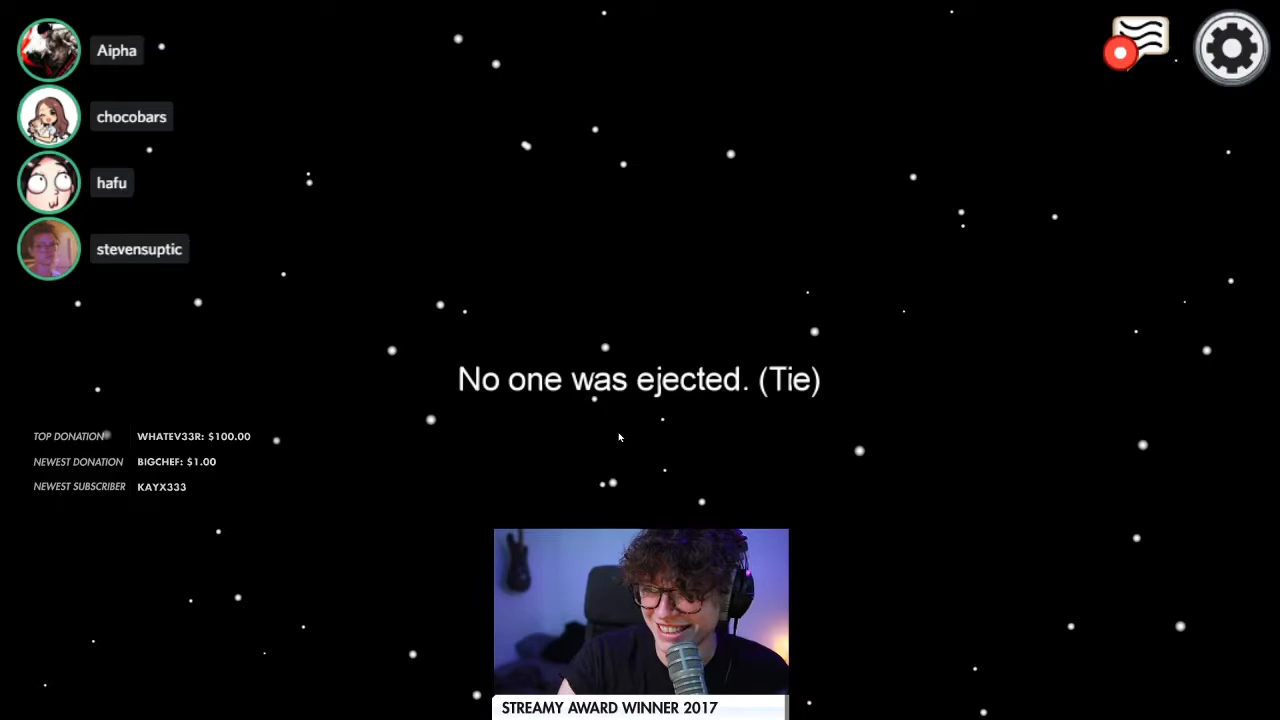 Aipha
chocobars
hafu
stevensuptic
No one was ejected. (Tie)
TOP DONATION WHATEV33R: $100.00
NEWEST DONATION BIGCHEF: $1.00
NEWEST SUBSCRIBER KAYX333
STREAMY AWARD WINNER 2017